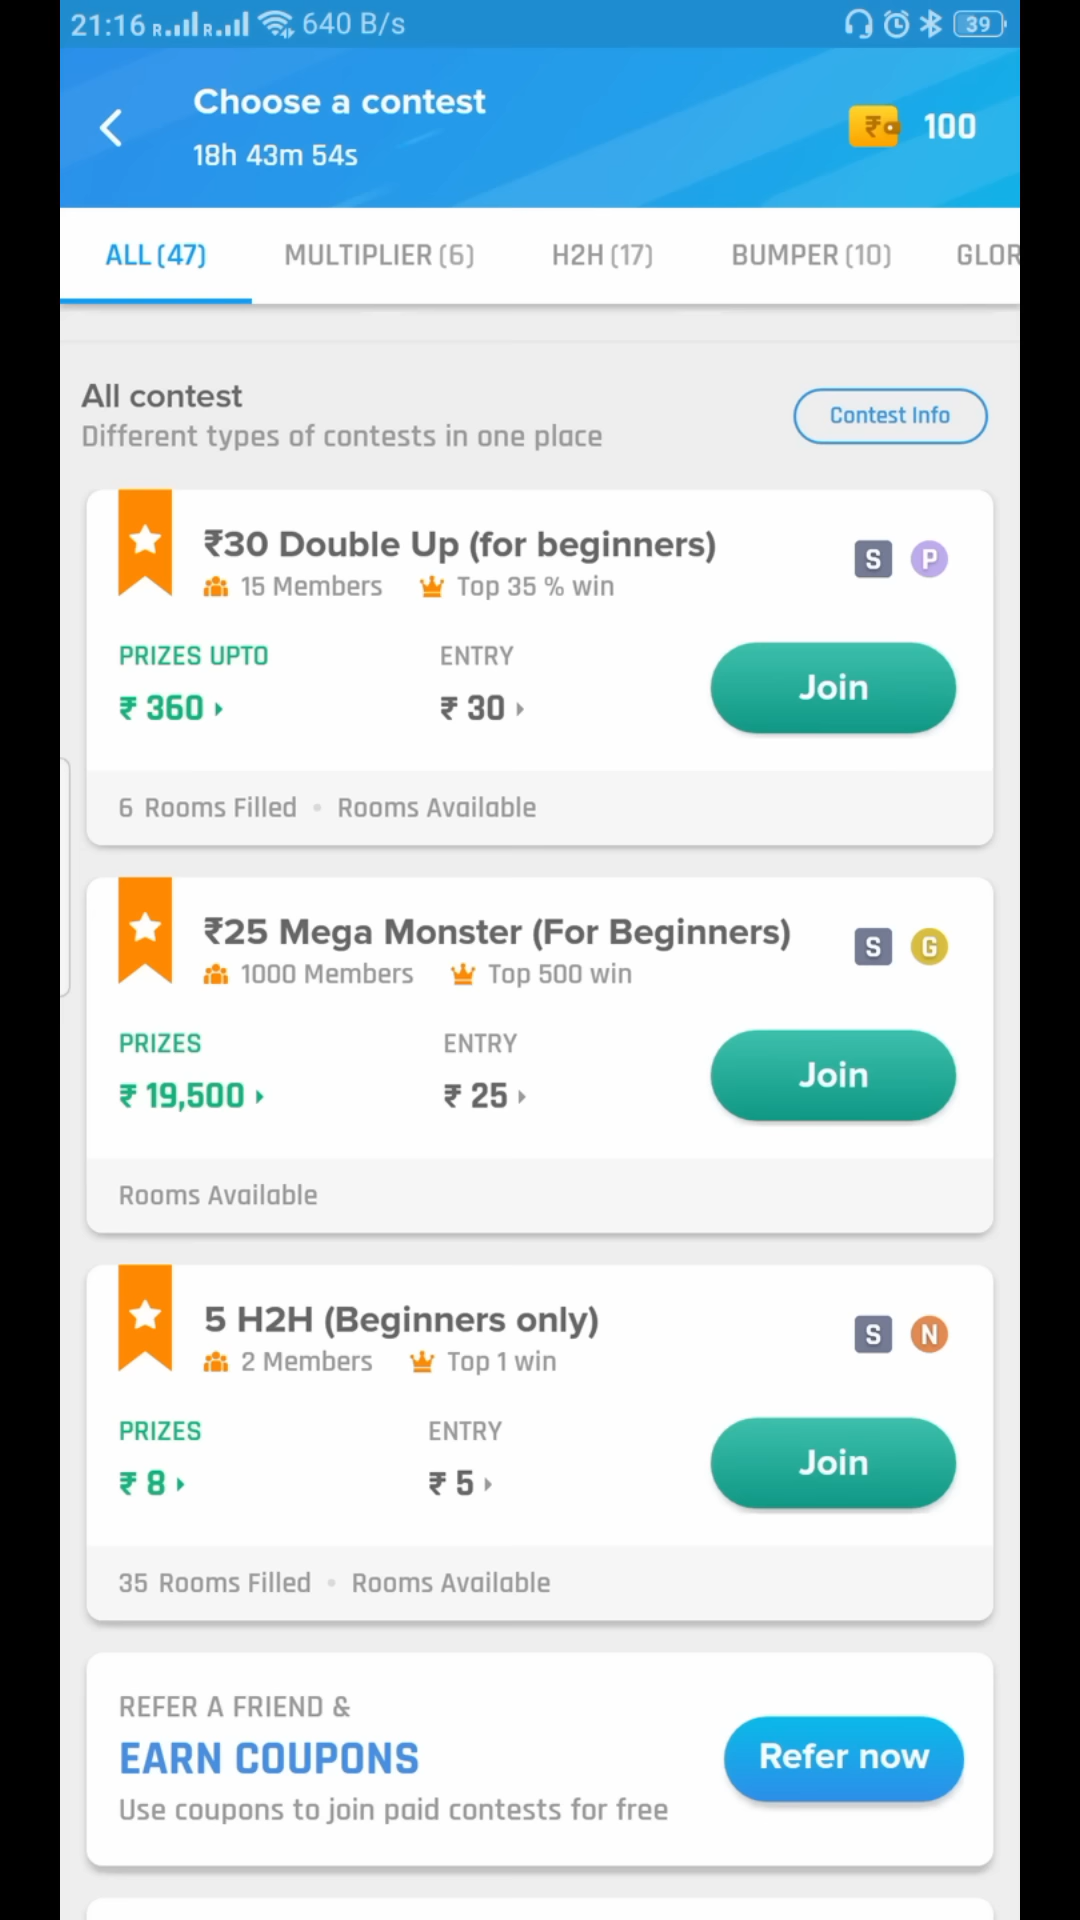 21:16 R R 640 B/s 39
Choose a contest
18h 43m 54s
₹ 100
ALL (47) MULTIPLIER (6) H2H (17) BUMPER (10) GLOR
All contest
Different types of contests in one place
Contest Info
₹30 Double Up (for beginners)
S P
15 Members Top 35 % win
PRIZES UPTO ENTRY
₹ 360 ₹ 30
Join
6 Rooms Filled • Rooms Available
₹25 Mega Monster (For Beginners)
S G
1000 Members Top 500 win
PRIZES ENTRY
₹ 19,500 ₹ 25
Join
Rooms Available
5 H2H (Beginners only)
S N
2 Members Top 1 win
PRIZES ENTRY
₹ 8 ₹ 5
Join
35 Rooms Filled • Rooms Available
REFER A FRIEND &
EARN COUPONS
Use coupons to join paid contests for free
Refer now